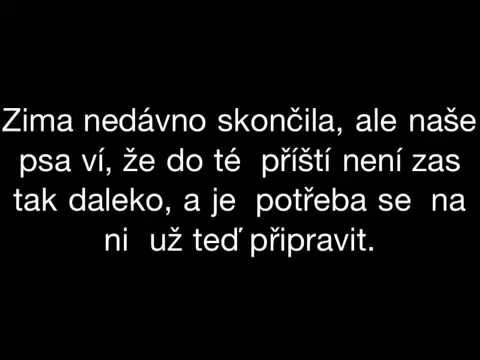 Zima nedávno skončila, ale naše
psa ví, že do té  příští není zas
tak daleko, a je  potřeba se  na
ni  už teď připravit.